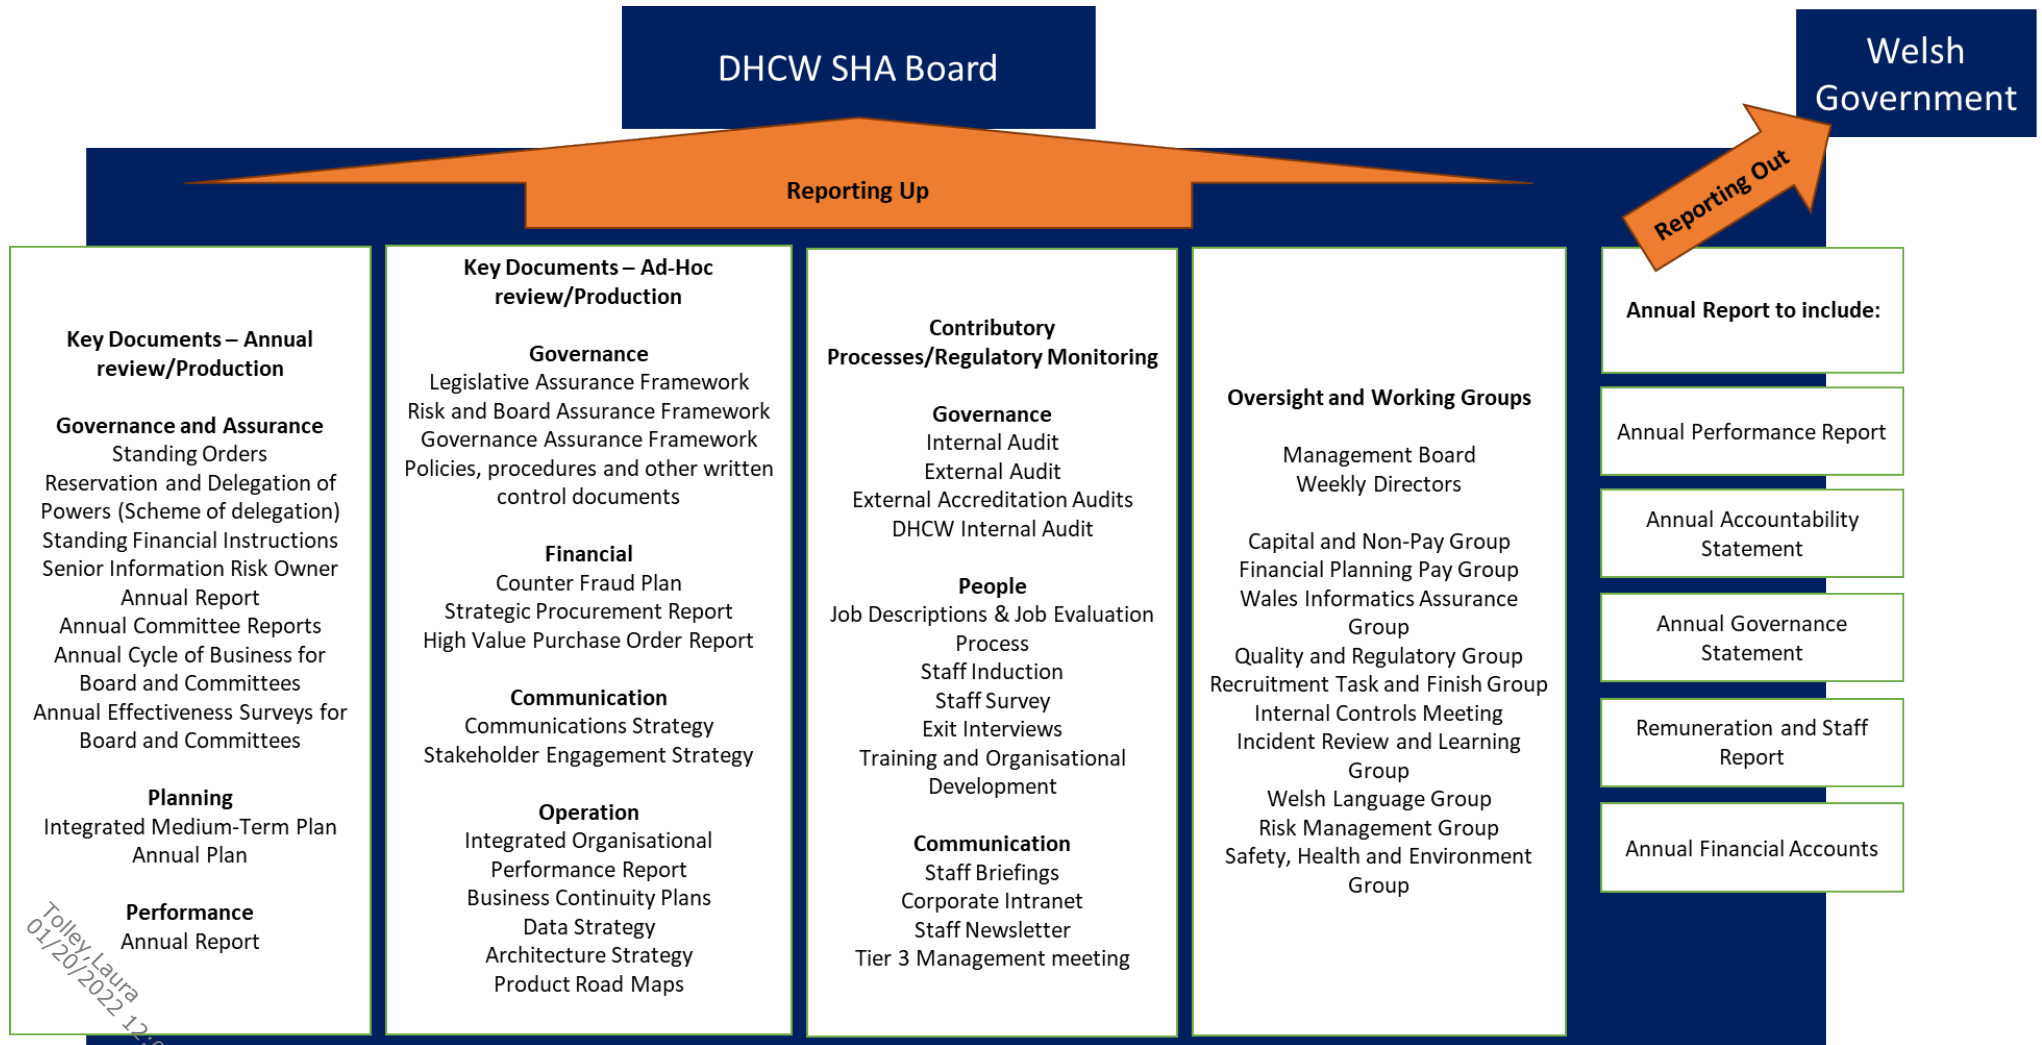 DHCW SHA Board
Welsh
Government
Reporting Up
Reporting Out
Key Documents – Annual
review/Production
Governance and Assurance
Standing Orders
Reservation and Delegation of
Powers (Scheme of delegation)
Standing Financial Instructions
Senior Information Risk Owner
Annual Report
Annual Committee Reports
Annual Cycle of Business for
Board and Committees
Annual Effectiveness Surveys for
Board and Committees
Planning
Integrated Medium-Term Plan
Annual Plan
Performance
Annual Report
Key Documents – Ad-Hoc
review/Production
Governance
Legislative Assurance Framework
Risk and Board Assurance Framework
Governance Assurance Framework
Policies, procedures and other written
control documents
Financial
Counter Fraud Plan
Strategic Procurement Report
High Value Purchase Order Report
Communication
Communications Strategy
Stakeholder Engagement Strategy
Operation
Integrated Organisational
Performance Report
Business Continuity Plans
Data Strategy
Architecture Strategy
Product Road Maps
Contributory
Processes/Regulatory Monitoring
Governance
Internal Audit
External Audit
External Accreditation Audits
DHCW Internal Audit
People
Job Descriptions & Job Evaluation
Process
Staff Induction
Staff Survey
Exit Interviews
Training and Organisational
Development
Communication
Staff Briefings
Corporate Intranet
Staff Newsletter
Tier 3 Management meeting
Oversight and Working Groups
Management Board
Weekly Directors
Capital and Non-Pay Group
Financial Planning Pay Group
Wales Informatics Assurance
Group
Quality and Regulatory Group
Recruitment Task and Finish Group
Internal Controls Meeting
Incident Review and Learning
Group
Welsh Language Group
Risk Management Group
Safety, Health and Environment
Group
Annual Report to include:
Annual Performance Report
Annual Accountability
Statement
Annual Governance
Statement
Remuneration and Staff
Report
Annual Financial Accounts
Tolley,Laura
01/20/2022